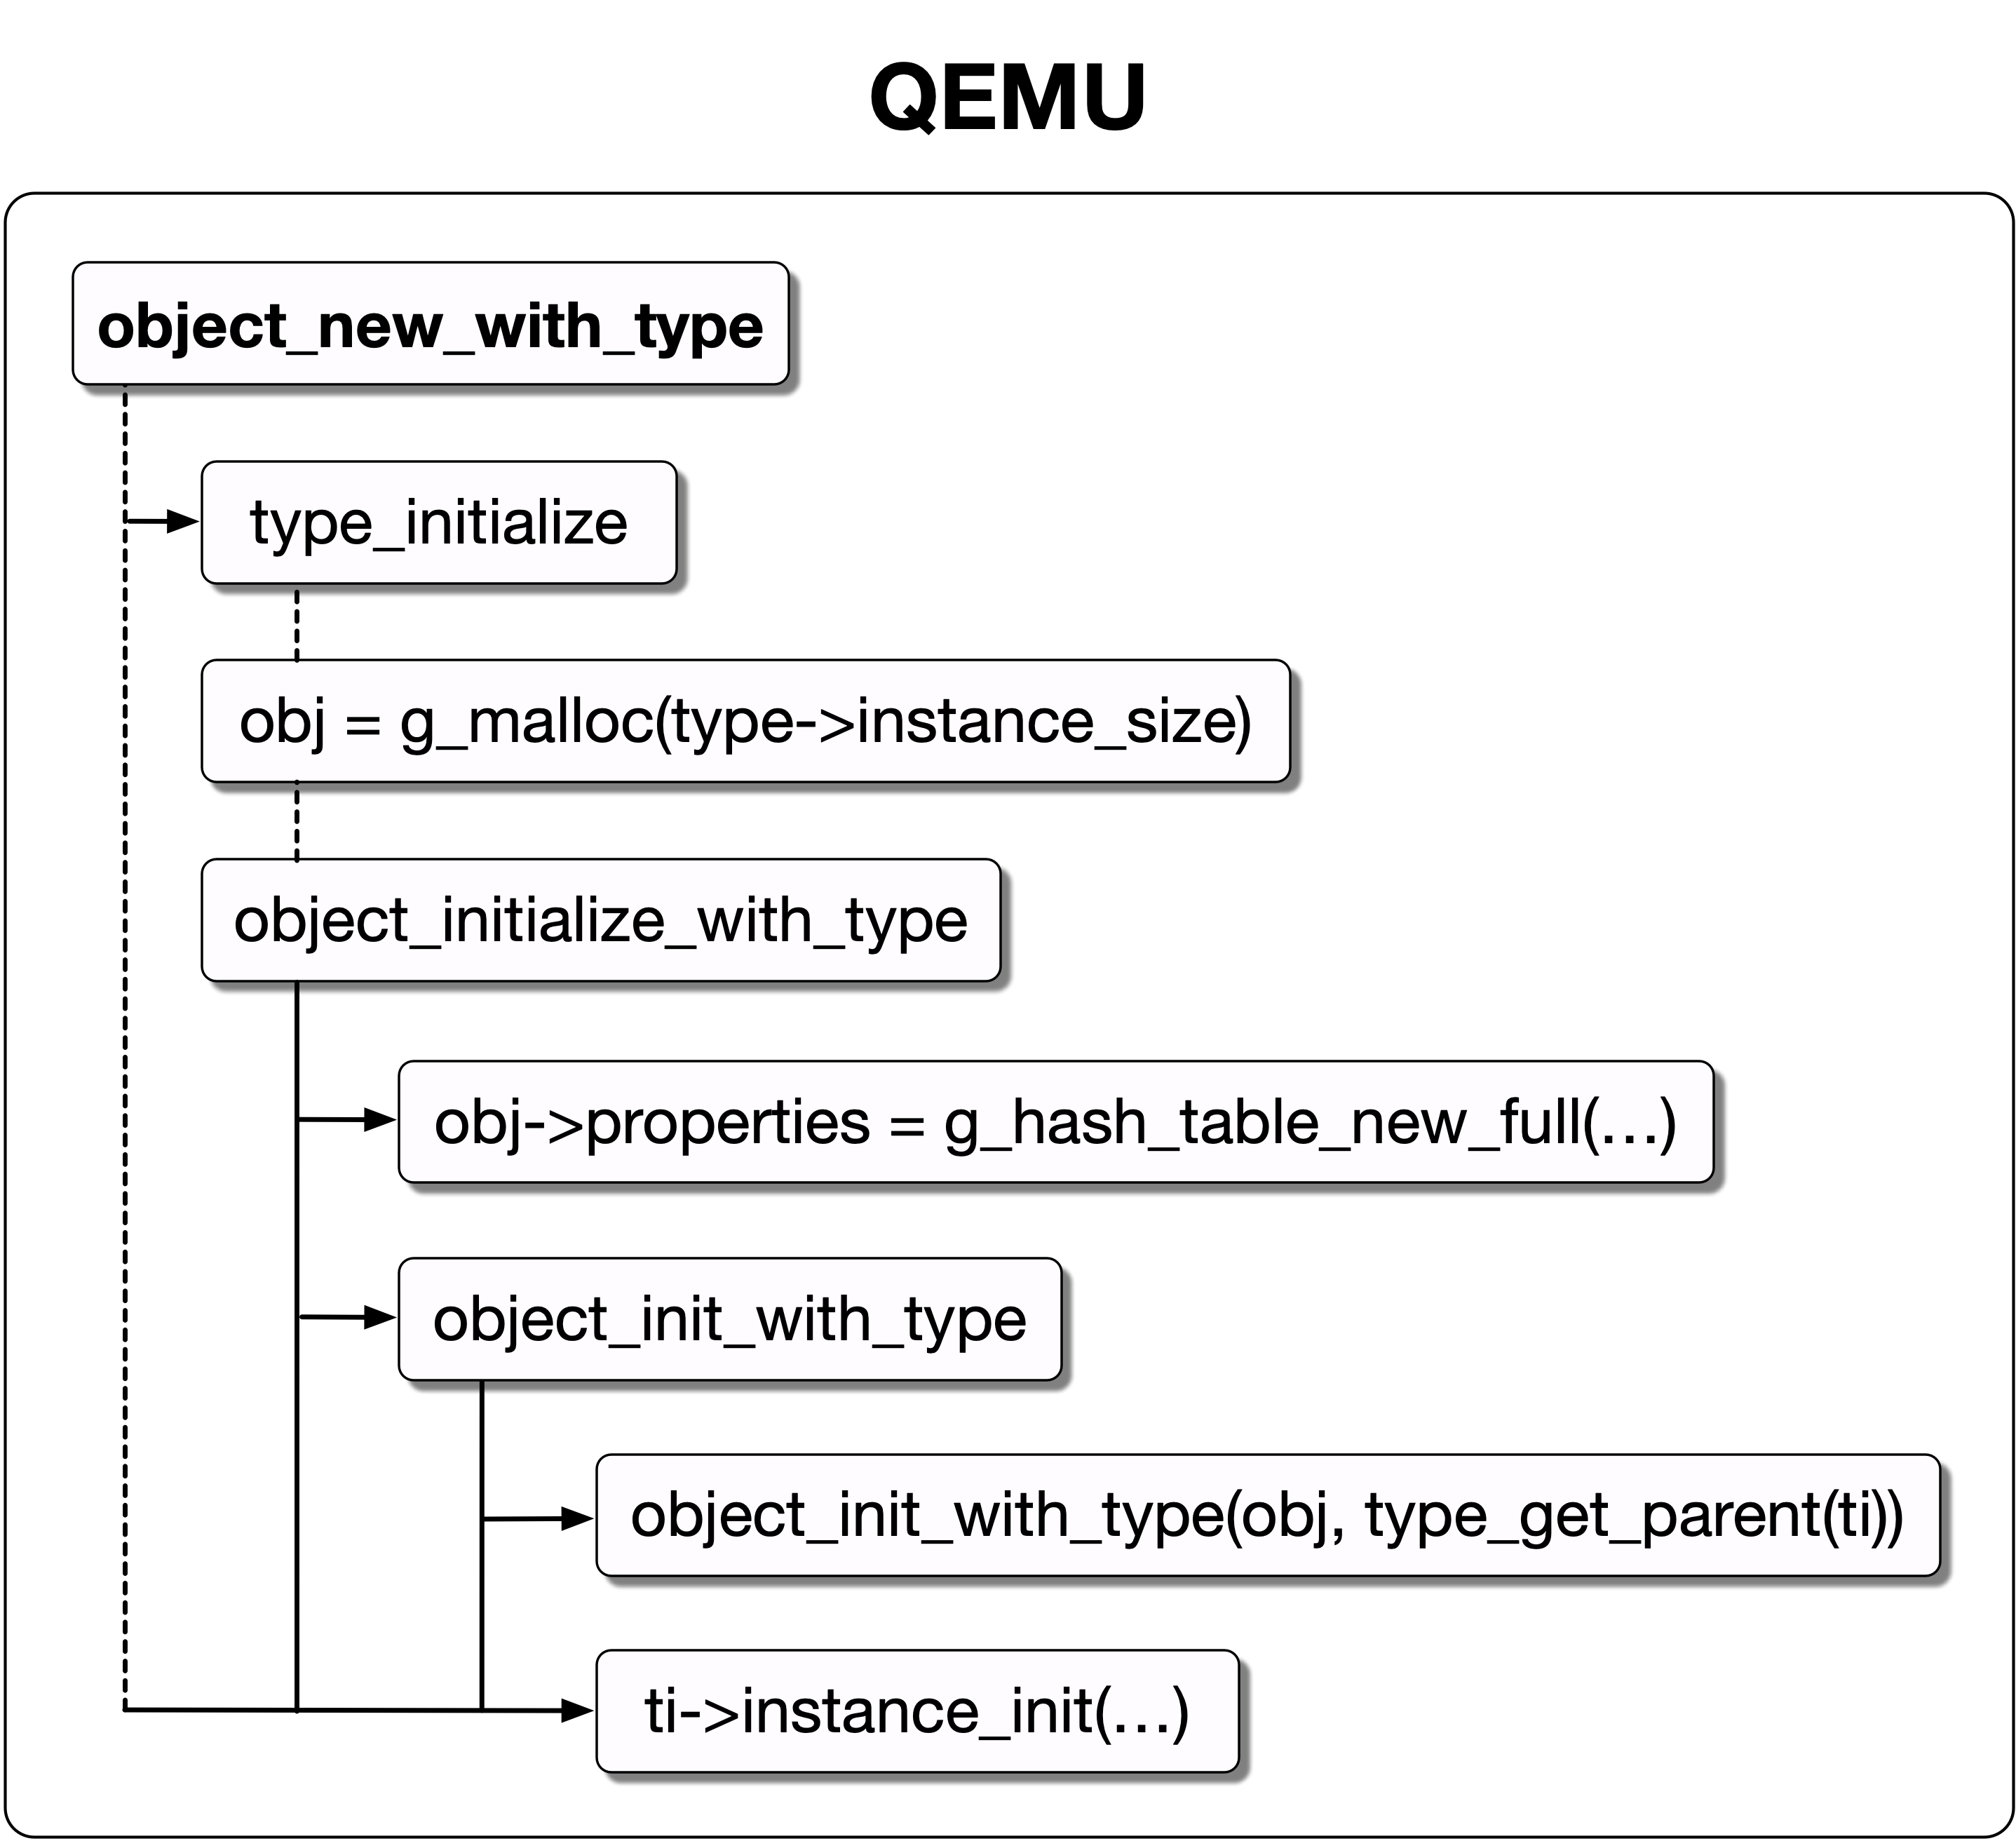 QEMU
object_new_with_type
type_initialize
obj = g_malloc(type->instance_size)
object_initialize_with_type
obj->properties = g_hash_table_new_full(…)
object_init_with_type
object_init_with_type(obj, type_get_parent(ti))
ti->instance_init(…)